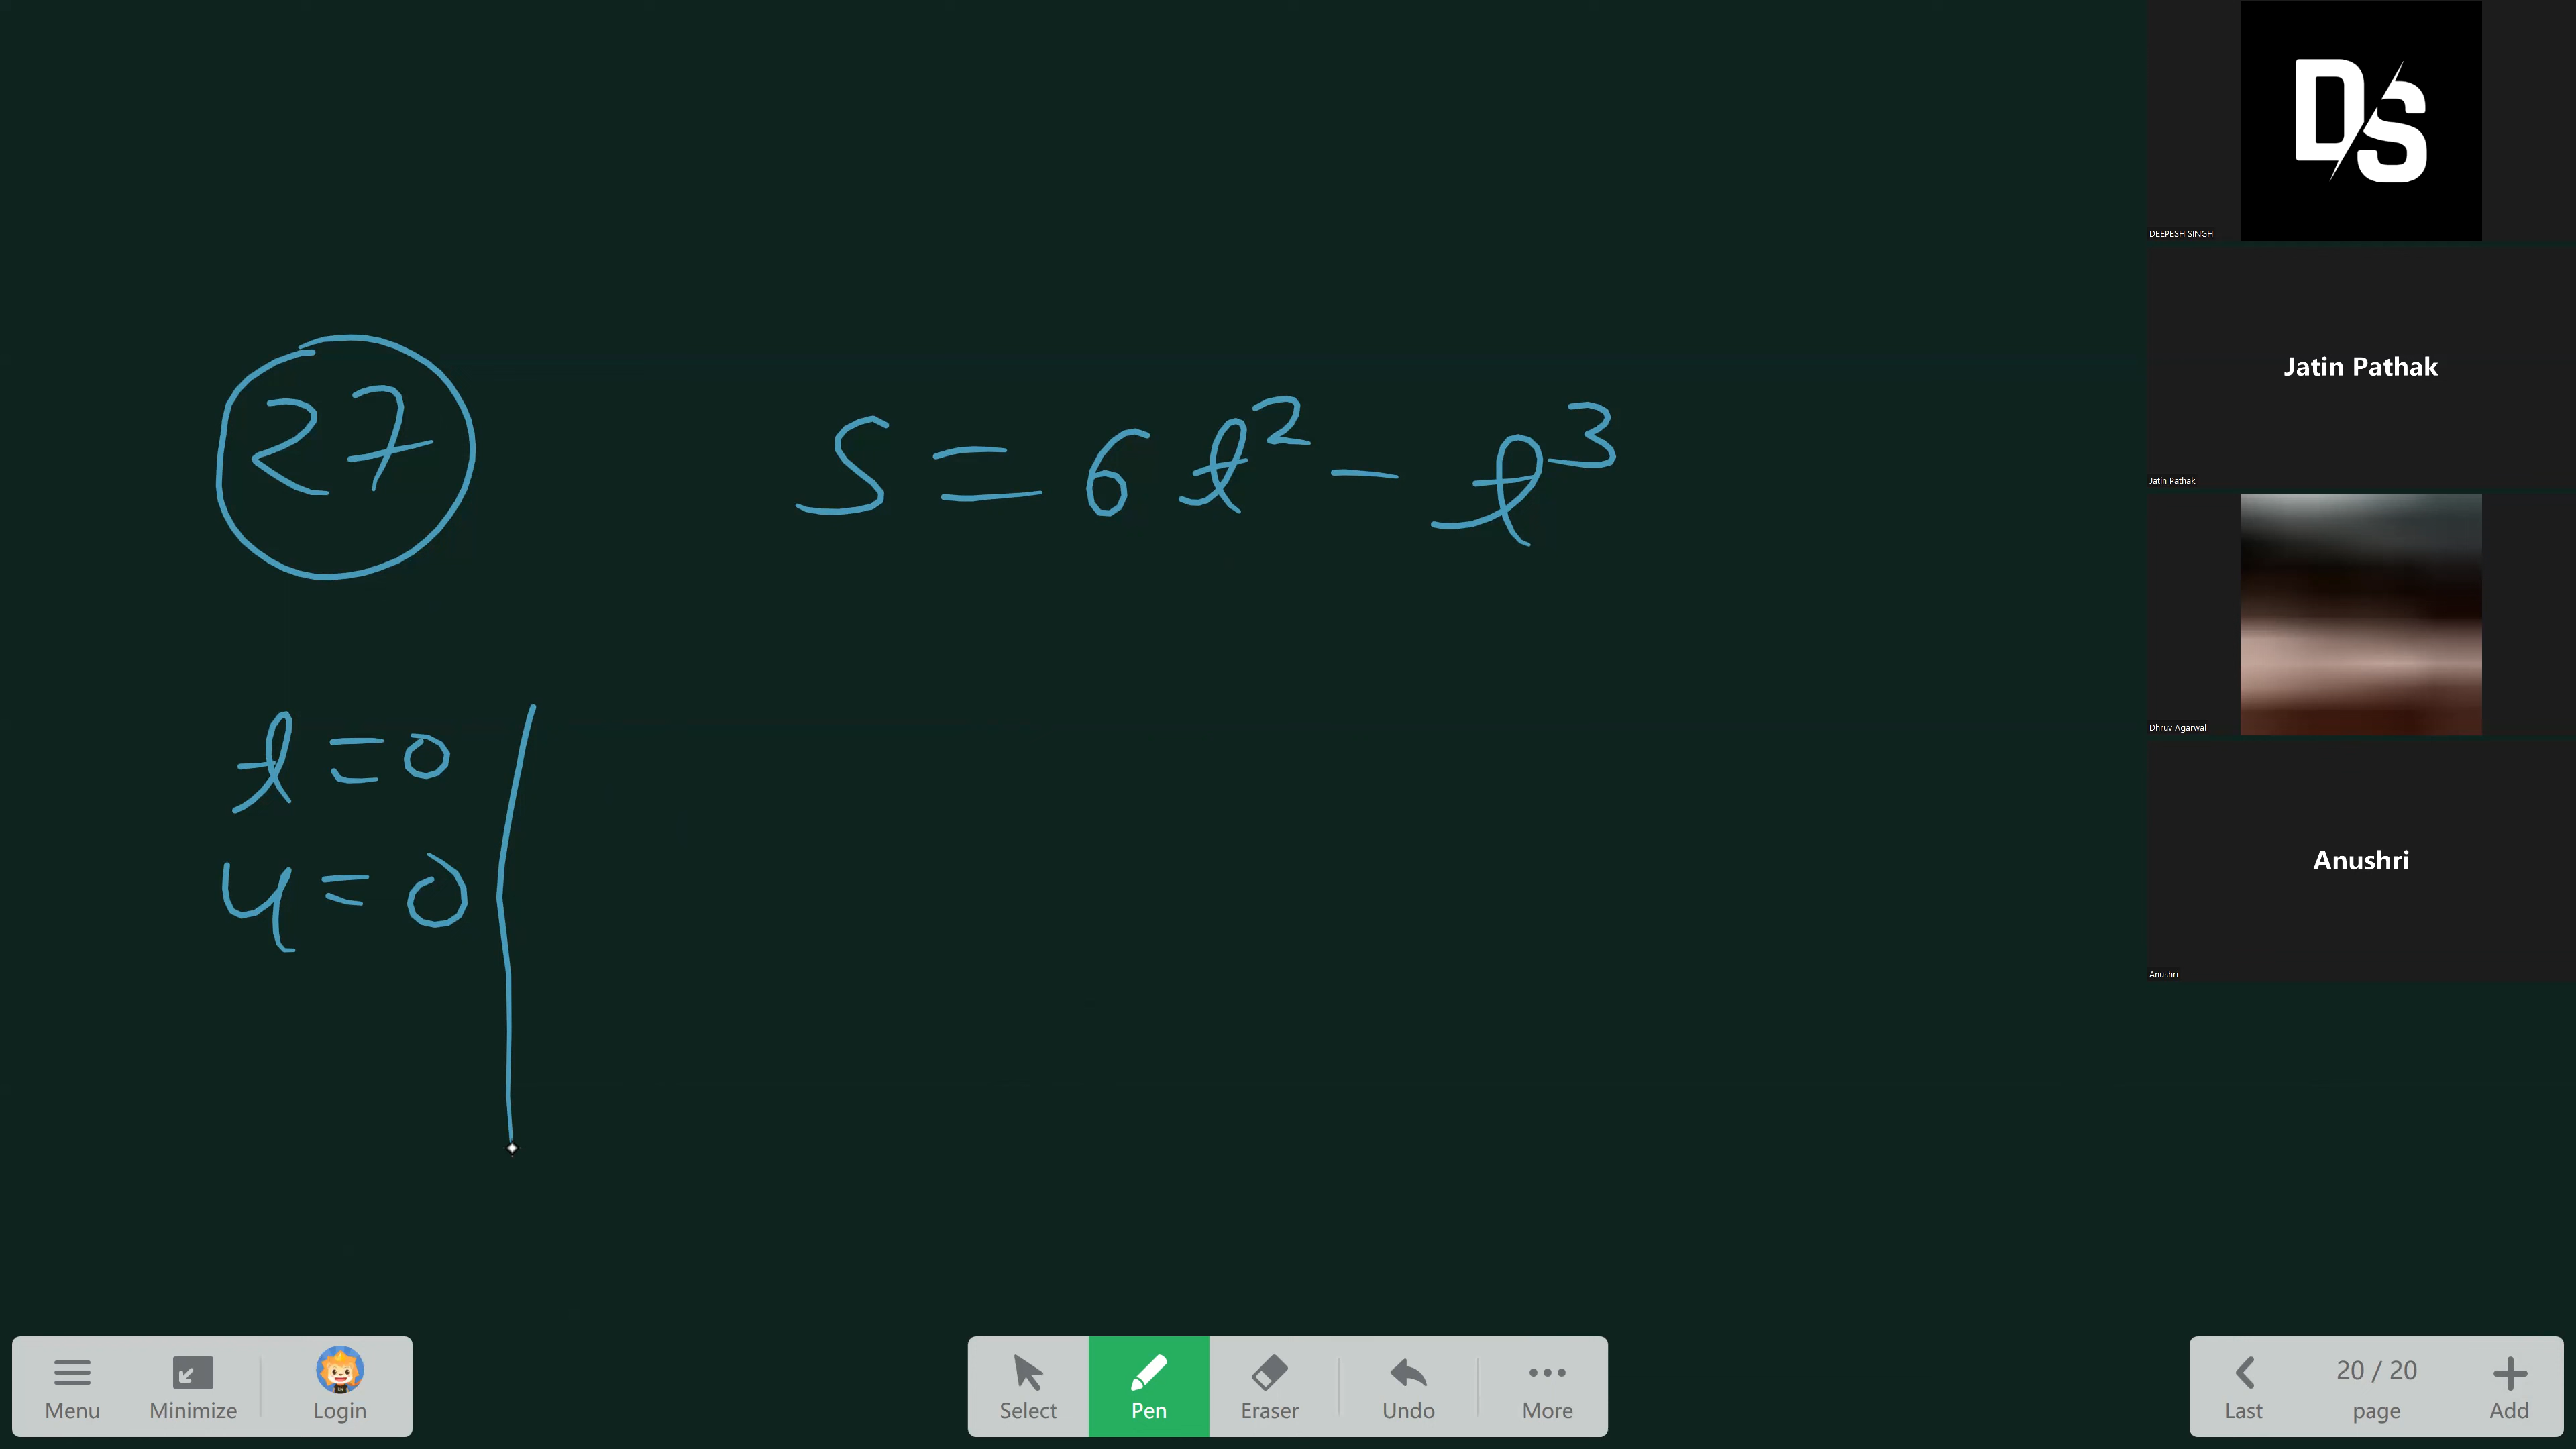 DS
DEEPESH SINGH
Jatin Pathak
Jatin Pathak
27
S = 6t² - t³
Dhruv Agarwal
t = 0
u = 0
Anushri
Anushri
Menu Minimize Login
Select Pen Eraser Undo More
Last 20 / 20 page Add